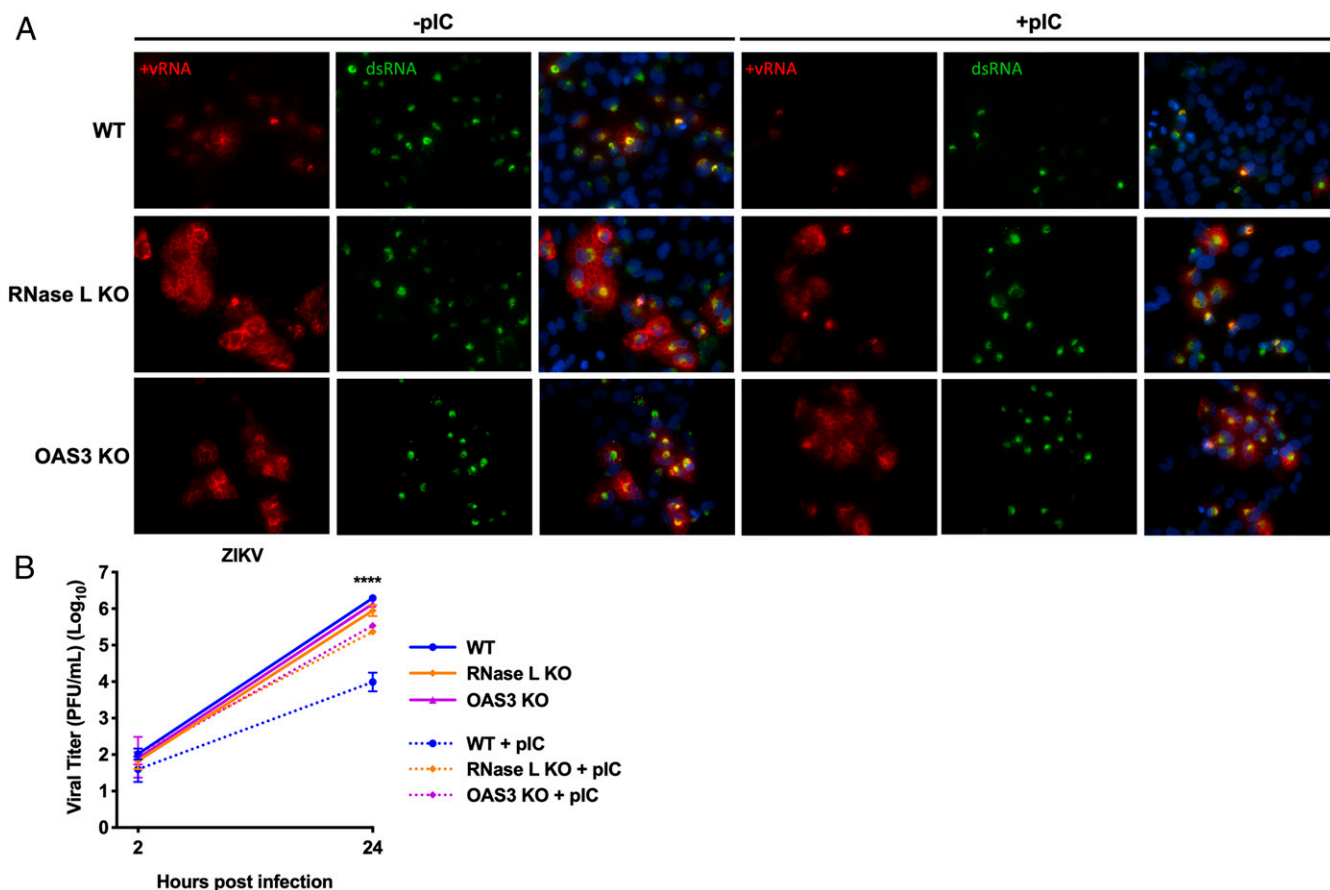 A
-pIC
+pIC
+vRNA
dsRNA
+vRNA
dsRNA
WT
RNase L KO
OAS3 KO
B
ZIKV
7
6
5
4
3
2
1
0
Viral Titer (PFU/mL) (Log10)
****
2
24
Hours post infection
WT
RNase L KO
OAS3 KO
WT + pIC
RNase L KO + pIC
OAS3 KO + pIC